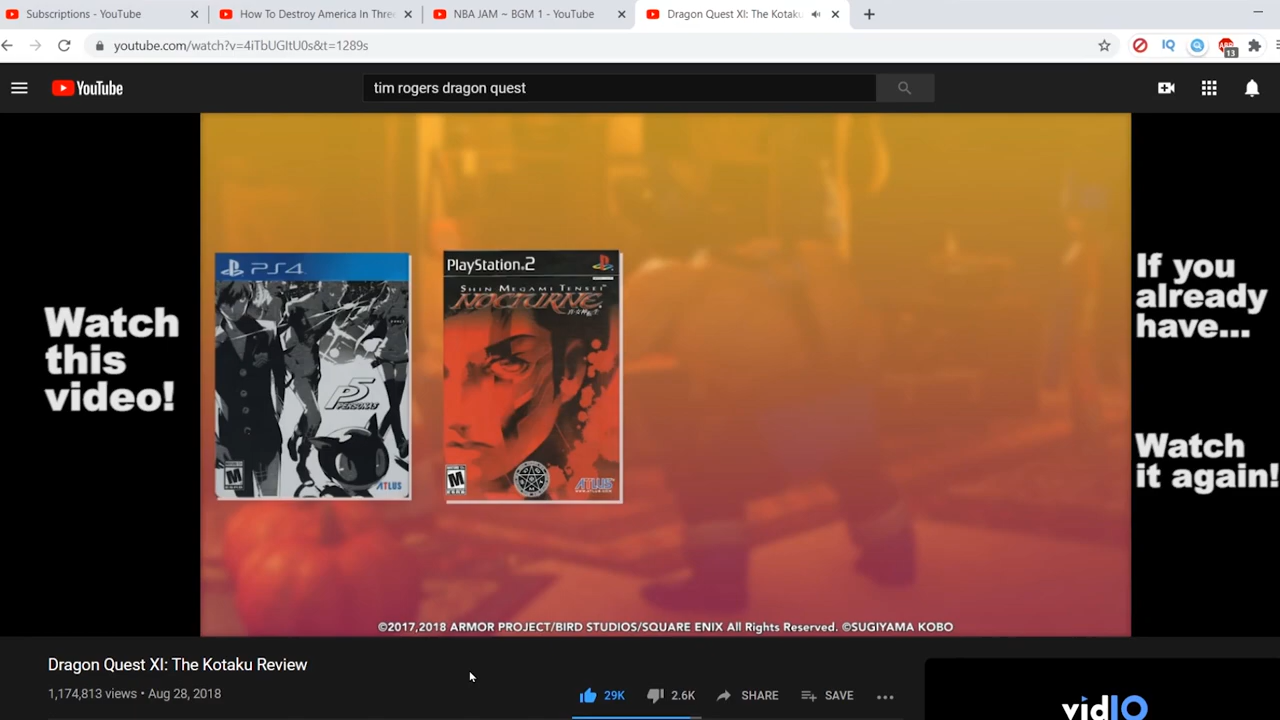 Subscriptions - YouTube
How To Destroy America In Thre
NBA JAM ~ BGM 1 - YouTube
Dragon Quest XI: The Kotaku
youtube.com/watch?v=4iTbUGItU0s&t=1289s
IQ
13
YouTube
tim rogers dragon quest
Watch
this
video!
PS4
P5
PERSONA5
M
ATLUS
PlayStation.2
SHIN MEGAMI TENSEI
NOCTURNE
M
ATLUS
If you
already
have...
Watch
it again!
©2017,2018 ARMOR PROJECT/BIRD STUDIOS/SQUARE ENIX All Rights Reserved. ©SUGIYAMA KOBO
Dragon Quest XI: The Kotaku Review
1,174,813 views • Aug 28, 2018
29K
2.6K
SHARE
SAVE
vidIQ